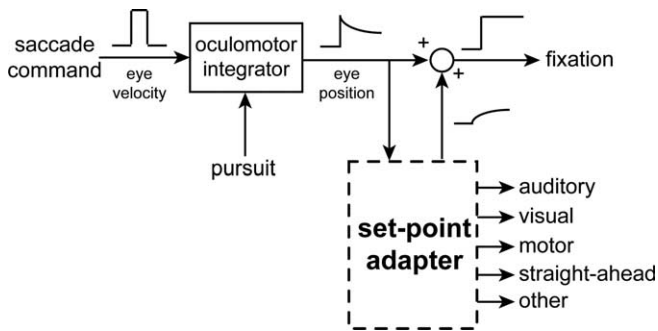 saccade
command
eye
velocity
oculomotor
integrator
eye
position
+
+
fixation
pursuit
set-point
adapter
auditory
visual
motor
straight-ahead
other